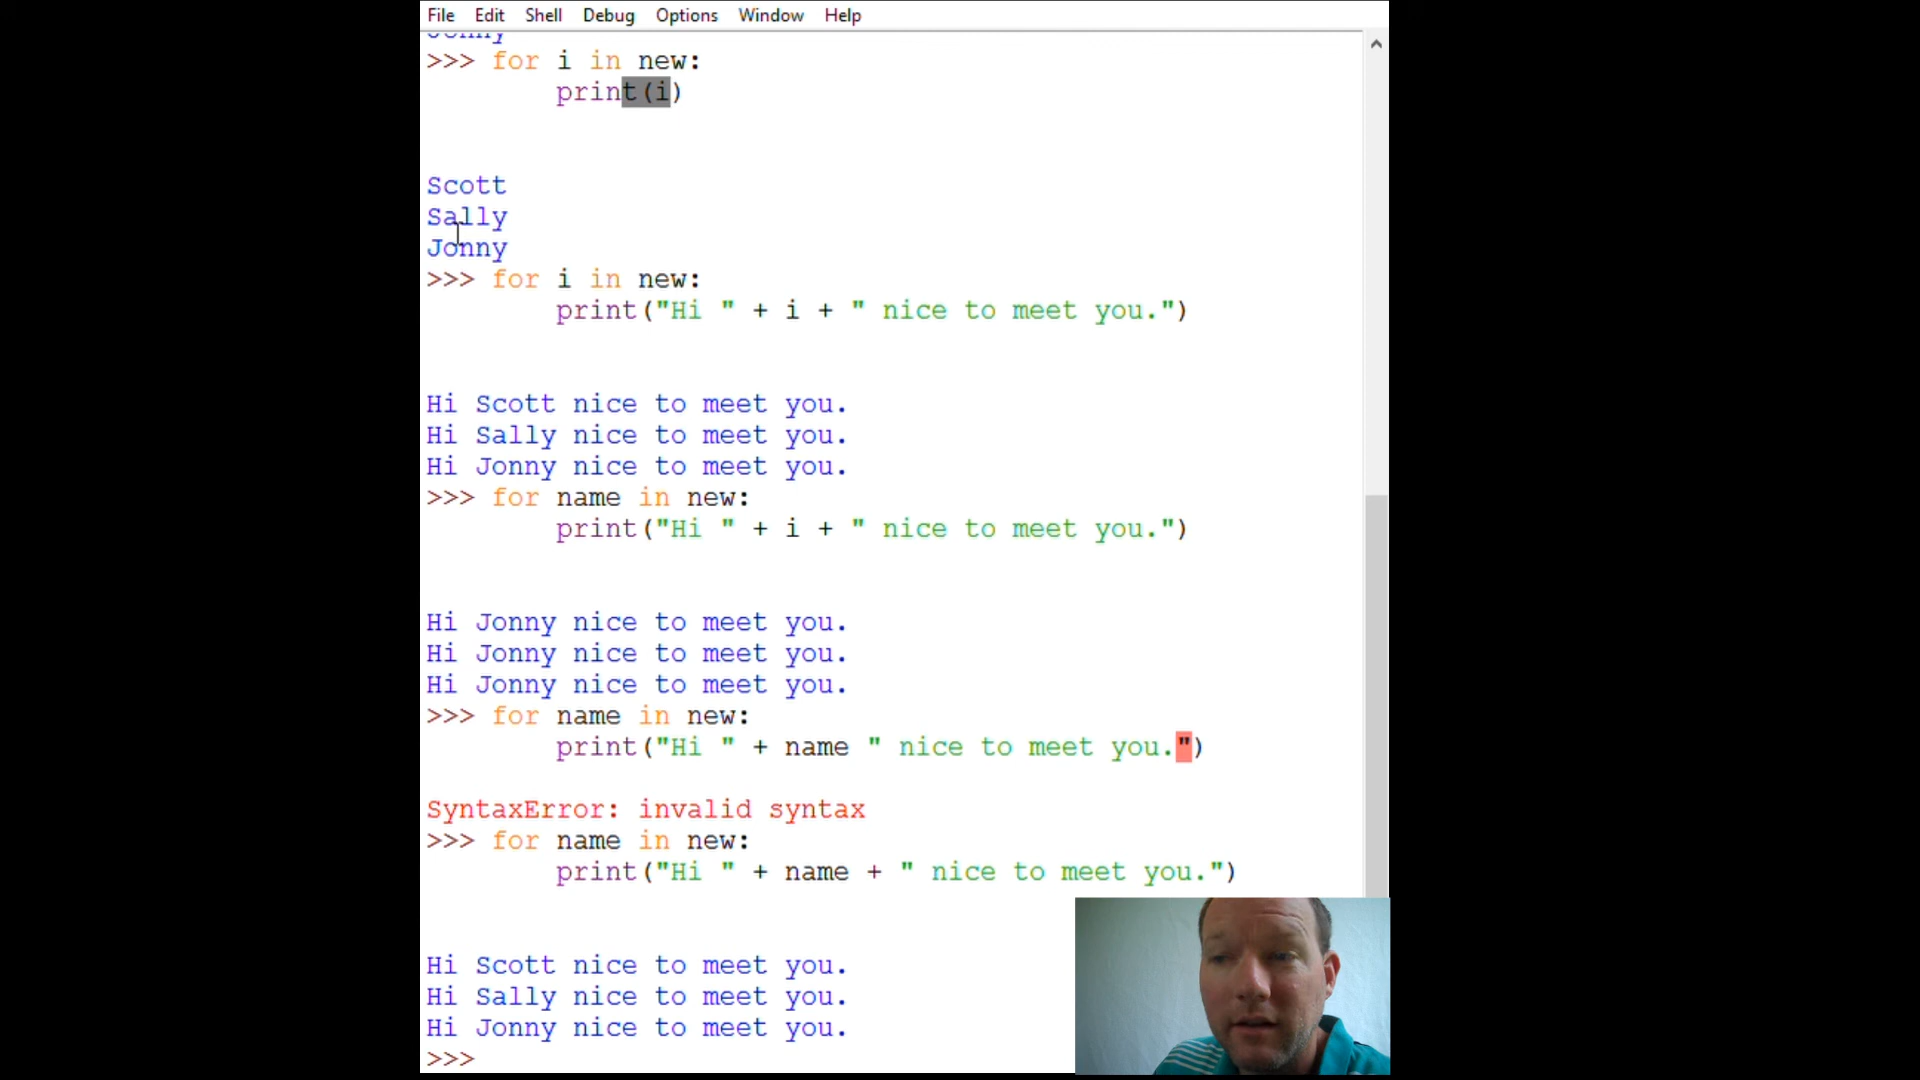 File Edit Shell Debug Options Window Help
Jonny
>>> for i in new:
        print(i)
Scott
Sally
Jonny
>>> for i in new:
        print("Hi " + i + " nice to meet you.")
Hi Scott nice to meet you.
Hi Sally nice to meet you.
Hi Jonny nice to meet you.
>>> for name in new:
        print("Hi " + i + " nice to meet you.")
Hi Jonny nice to meet you.
Hi Jonny nice to meet you.
Hi Jonny nice to meet you.
>>> for name in new:
        print("Hi " + name " nice to meet you.")
SyntaxError: invalid syntax
>>> for name in new:
        print("Hi " + name + " nice to meet you.")
Hi Scott nice to meet you.
Hi Sally nice to meet you.
Hi Jonny nice to meet you.
>>>